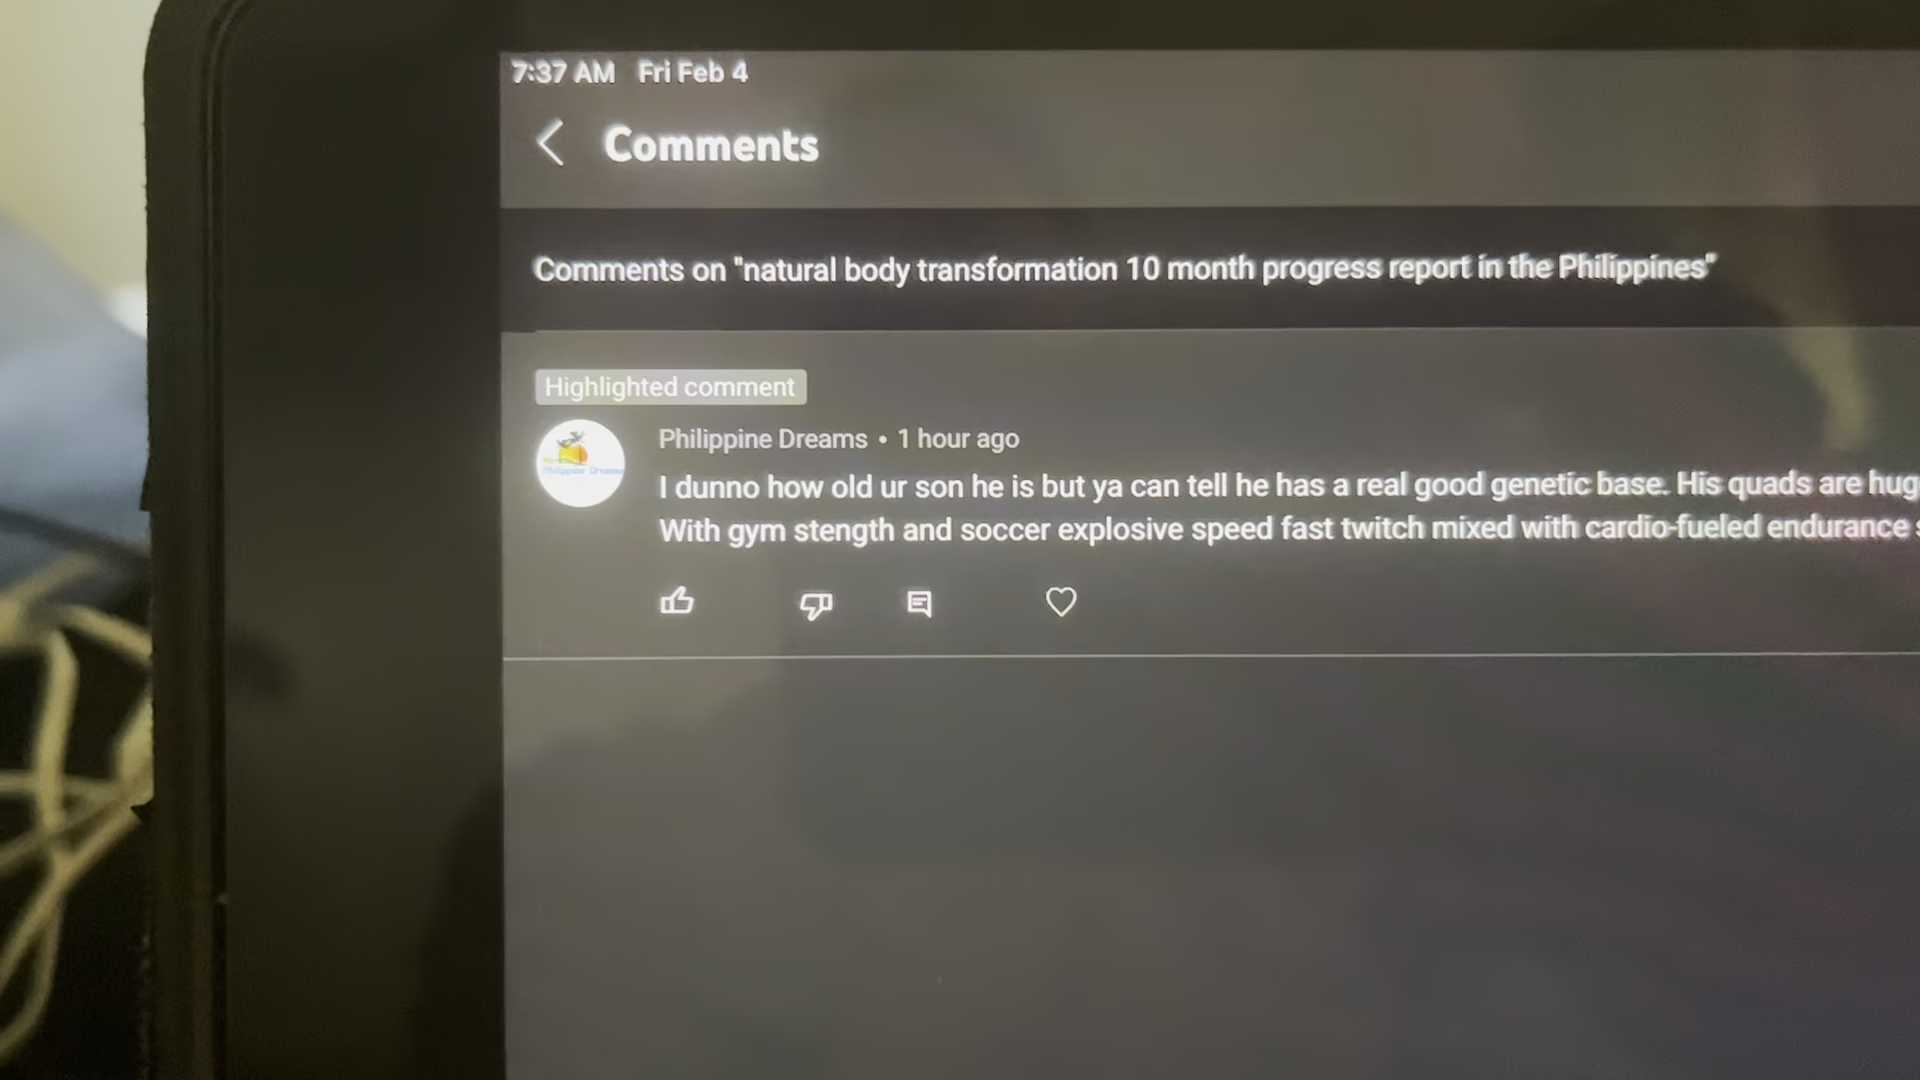 7:37 AM Fri Feb 4
Comments
Comments on "natural body transformation 10 month progress report in the Philippines"
Highlighted comment
Philippine Dreams • 1 hour ago
I dunno how old ur son he is but ya can tell he has a real good genetic base. His quads are hug
With gym stength and soccer explosive speed fast twitch mixed with cardio-fueled endurance s
Philippine Dreams